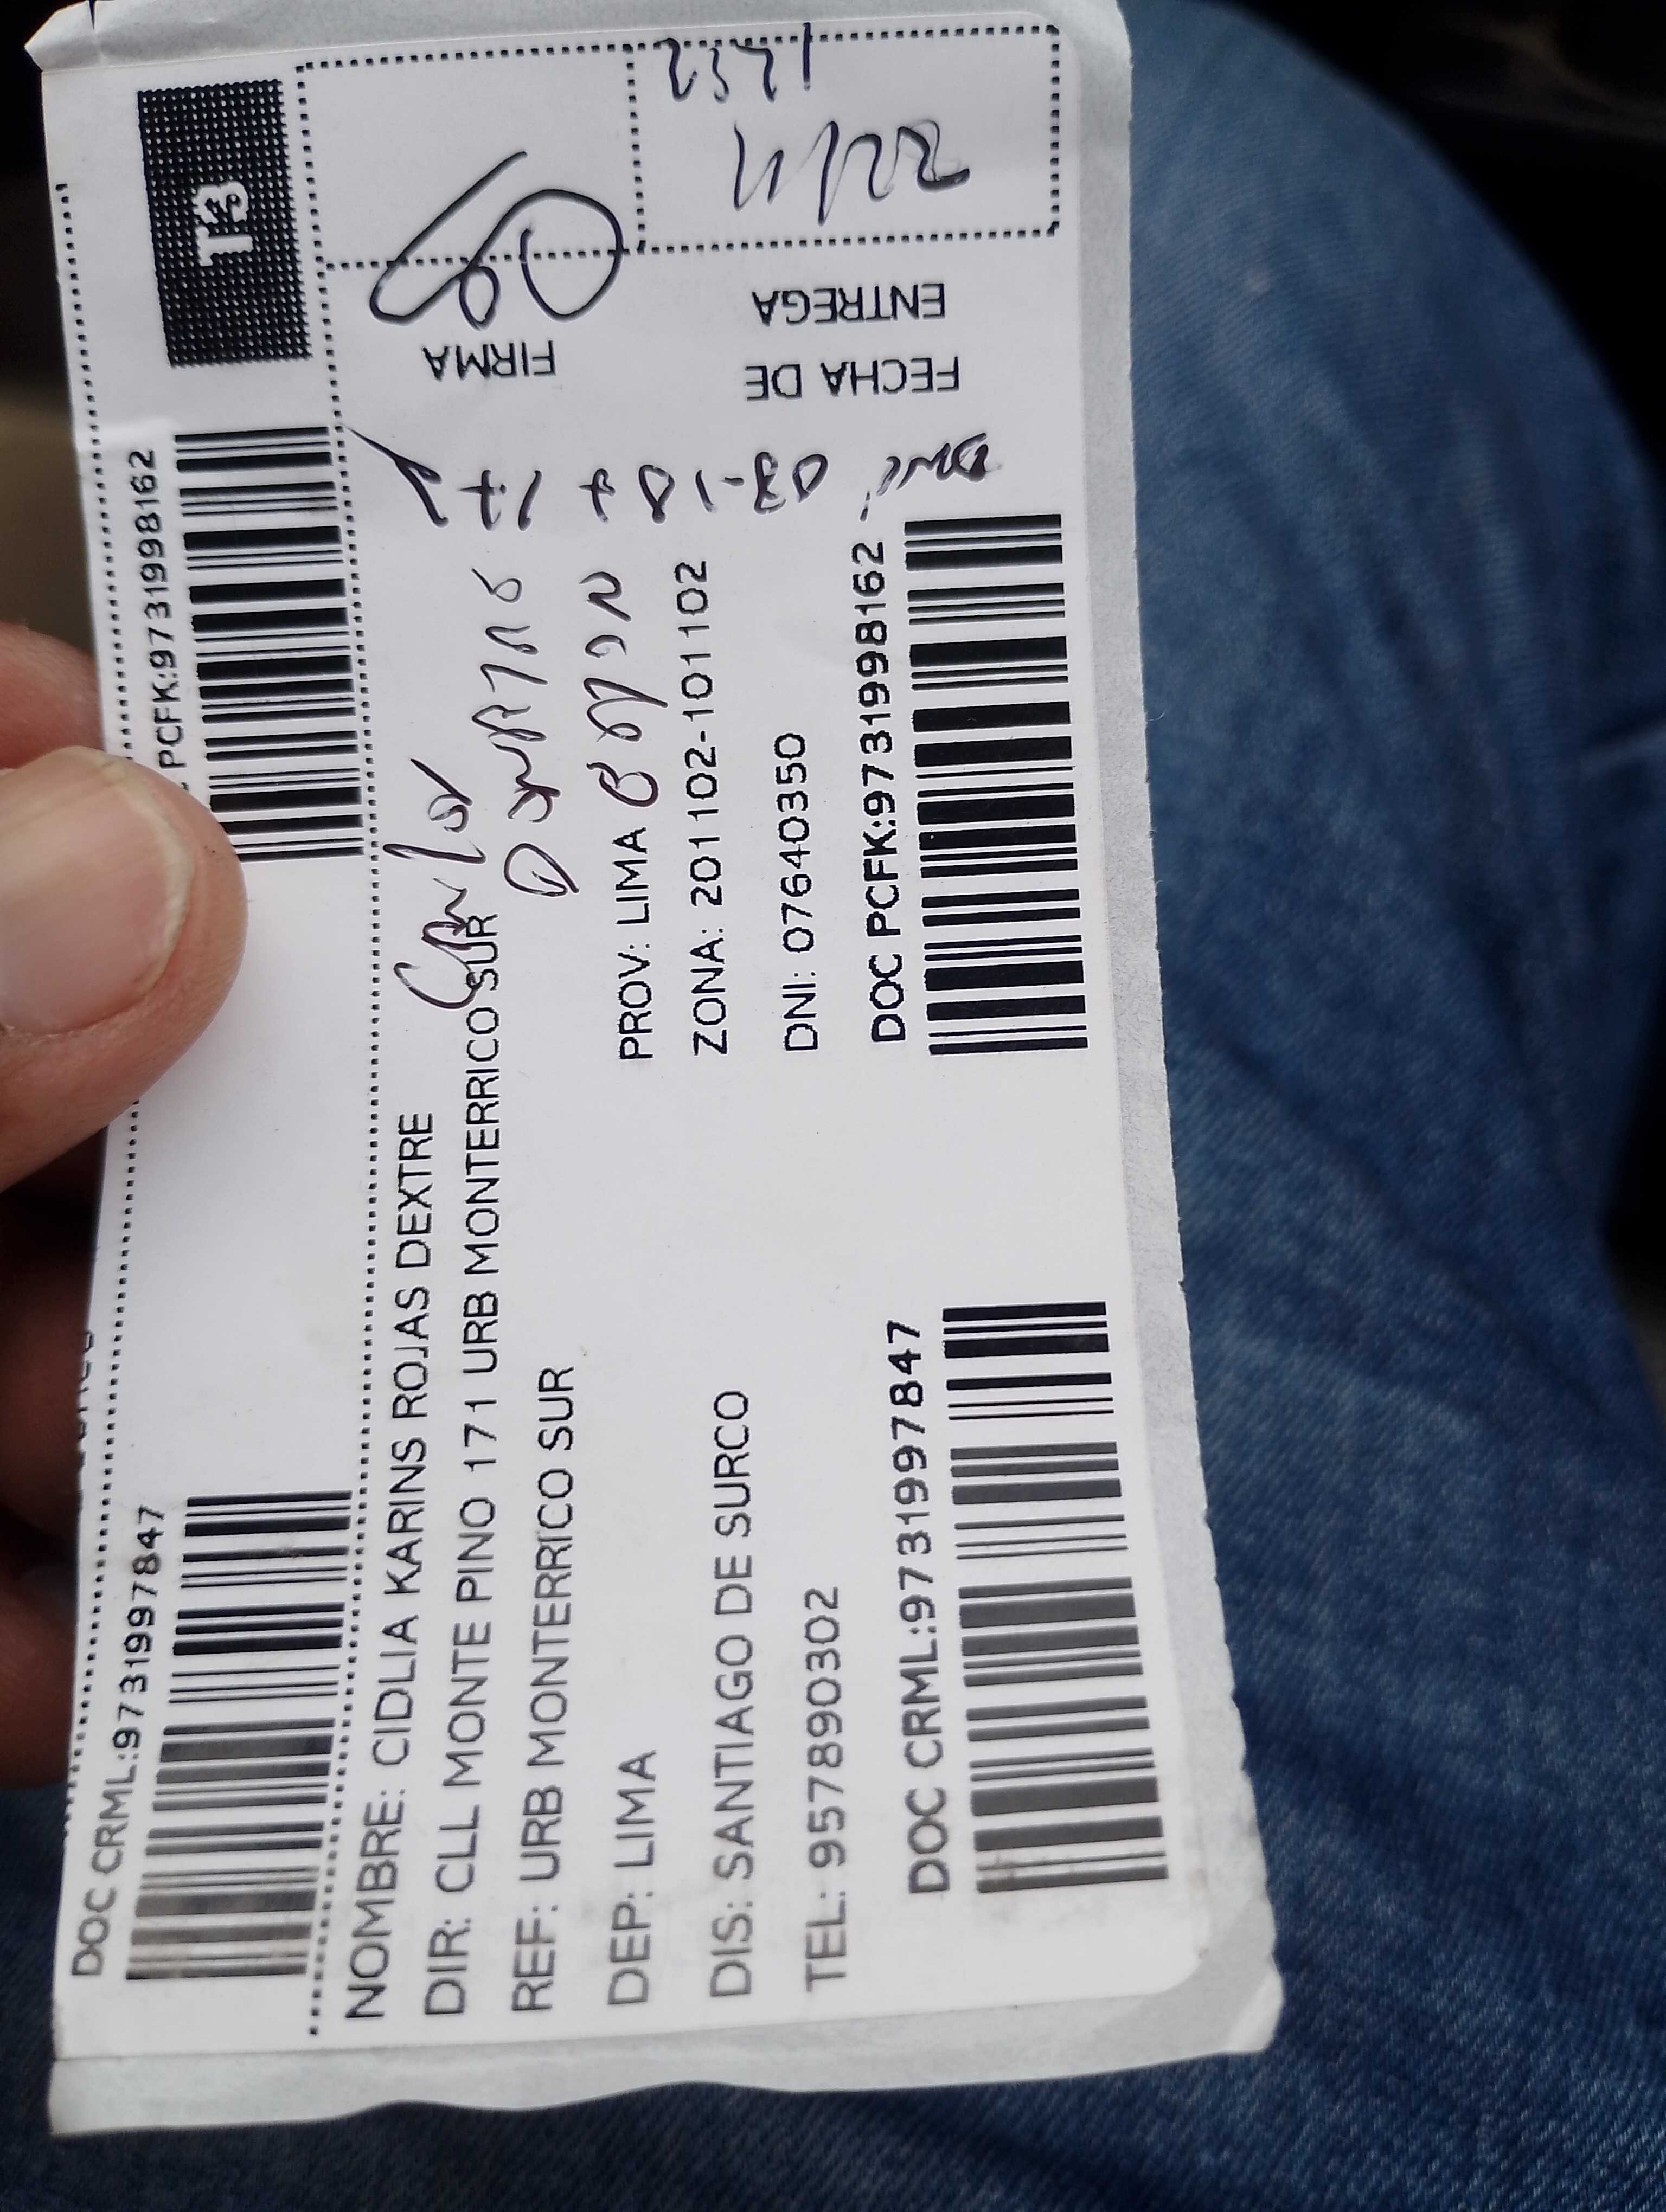 DOC CRML:9731997847
PCFK:97319998162
T3
NOMBRE: CIDLIA KARINS ROJAS DEXTRE
DIR: CLL MONTE PINO 171 URB MONTERRICO SUR
REF: URB MONTERRICO SUR
DEP: LIMA
PROV: LIMA
DIS: SANTIAGO DE SURCO
ZONA: 201102-101102
TEL: 957890302
DNI: 07640350
DOC CRML:97319997847
DOC PCFK:97319998162
FIRMA
FECHA DE
ENTREGA
22/11